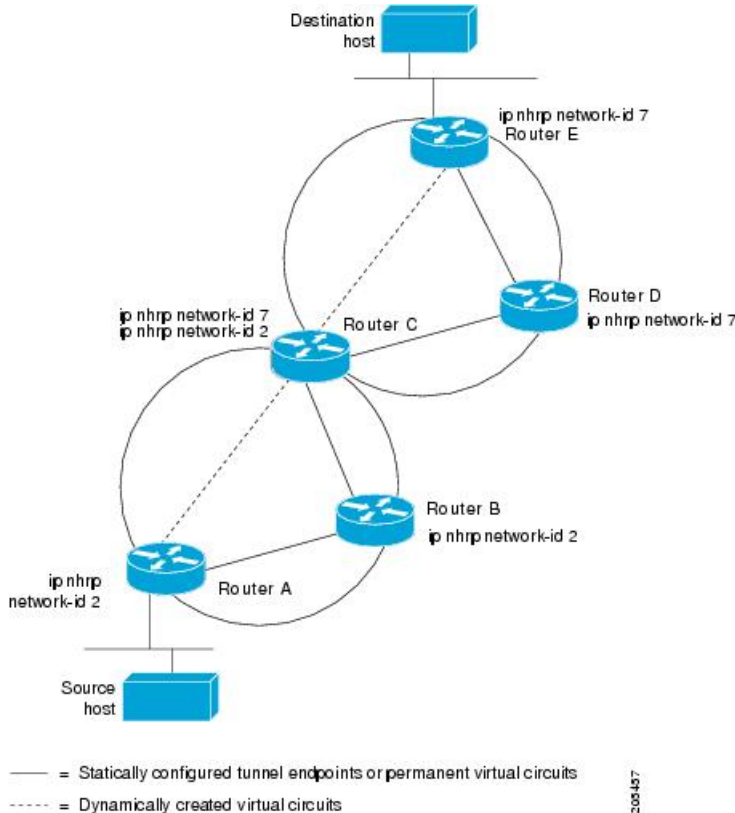 Destination
host
ip nhrp network-id 7
Router E
Router D
ip nhrp network-id 7
ip nhrp network-id 7
ip nhrp network-id 2
Router C
Router B
ip nhrp network-id 2
ip nhrp
network-id 2
Router A
Source
host
= Statically configured tunnel endpoints or permanent virtual circuits
= Dynamically created virtual circuits
205457